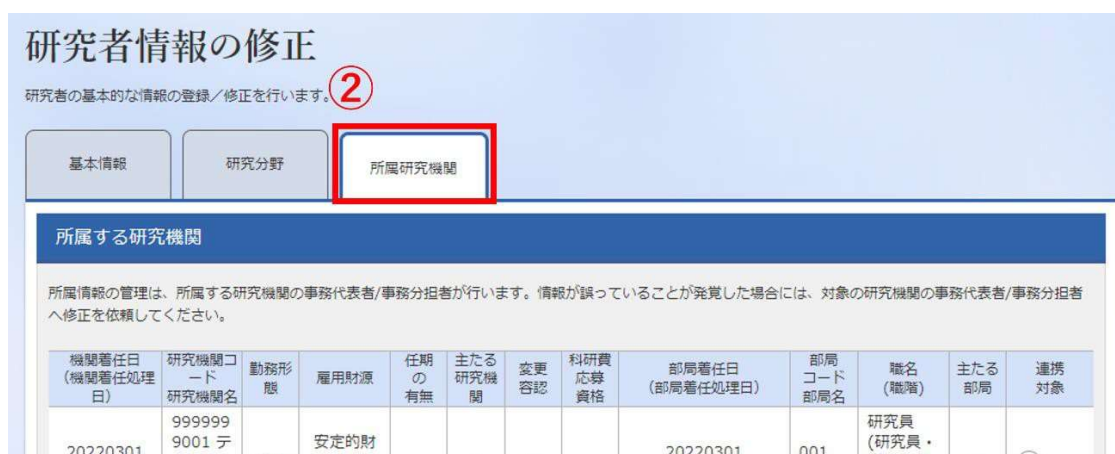 研究者情報の修正
研究者の基本的な情報の登録／修正を行います。
②
基本情報
研究分野
所属研究機関
所属する研究機関
所属情報の管理は、所属する研究機関の事務代表者/事務分担者が行います。情報が誤っていることが発覚した場合には、対象の研究機関の事務代表者/事務分担者
へ修正を依頼してください。
機関着任日
（機関着任処理
日）
研究機関コ
ード
研究機関名
勤務形
態
雇用財源
任期
の
有無
主たる
研究機
関
変更
容認
科研費
応募
資格
部局着任日
（部局着任処理日）
部局
コード
部局名
職名
（職階）
主たる
部局
連携
対象
20220301
999999
9001 テ
安定的財
20220301
001
研究員
(研究員・